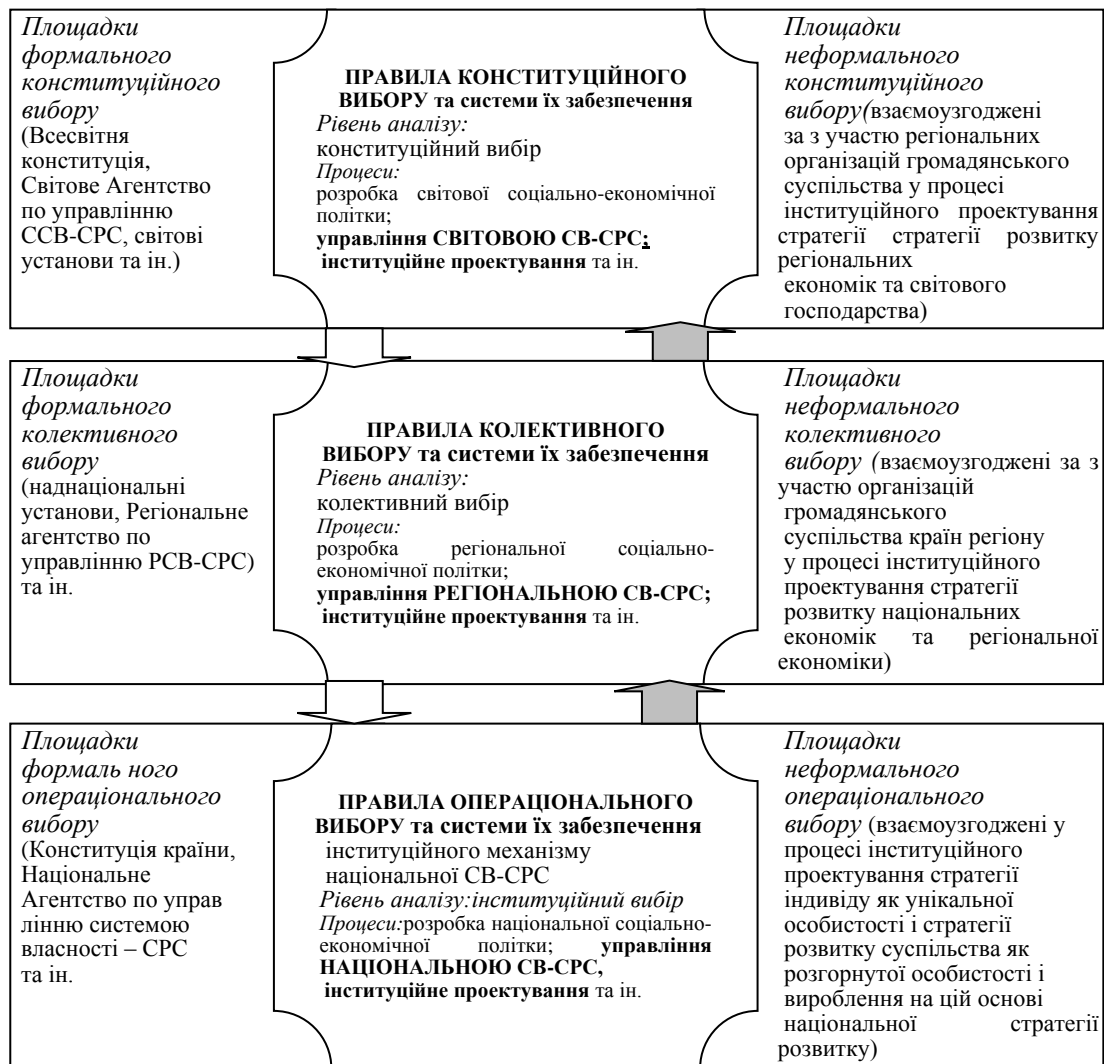 Площадки
формального
конституційного
вибору
(Всесвітня
конституція,
Світове Агентство
по управлінню
ССВ-СРС, світові
установи та ін.)
ПРАВИЛА КОНСТИТУЦІЙНОГО
ВИБОРУ та системи їх забезпечення
Рівень аналізу:
конституційний вибір
Процеси:
розробка світової соціально-економічної
політки;
управління СВІТОВОЮ СВ-СРС;
інституційне проектування та ін.
Площадки
неформального
конституційного
вибору(взаємоузгоджені
за з участю регіональних
організацій громадянського
суспільства у процесі
інституційного проектування
стратегії стратегії розвитку
регіональних
економік та світового
господарства)
Площадки
формального
колективного
вибору
(наднаціональні
установи, Регіональне
агентство по
управлінню РСВ-СРС)
та ін.
ПРАВИЛА КОЛЕКТИВНОГО
ВИБОРУ та системи їх забезпечення
Рівень аналізу:
колективний вибір
Процеси:
розробка регіональної соціально-
економічної політки;
управління РЕГІОНАЛЬНОЮ СВ-СРС;
інституційне проектування та ін.
Площадки
неформального
колективного
вибору (взаємоузгоджені за з
участю організацій
громадянського
суспільства країн регіону
у процесі інституційного
проектування стратегії
розвитку національних
економік та регіональної
економіки)
Площадки
формаль ного
операціонального
вибору
(Конституція країни,
Національне
Агентство по управ
лінню системою
власності – СРС
та ін.
ПРАВИЛА ОПЕРАЦІОНАЛЬНОГО
ВИБОРУ та системи їх забезпечення
інституційного механізму
національної СВ-СРС
Рівень аналізу:інституційний вибір
Процеси:розробка національної соціально-
економічної політки; управління
НАЦІОНАЛЬНОЮ СВ-СРС,
інституційне проектування та ін.
Площадки
неформального
операціонального
вибору (взаємоузгоджені у
процесі інституційного
проектування стратегії
індивіду як унікальної
особистості і стратегії
розвитку суспільства як
розгорнутої особистості і
вироблення на цій основі
національної стратегії
розвитку)